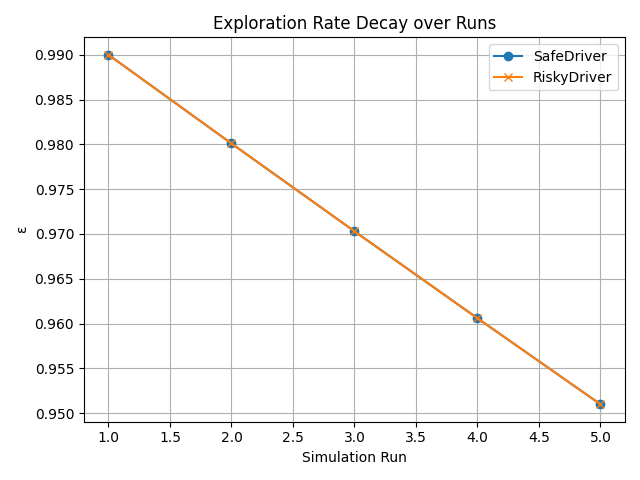 Exploration Rate Decay over Runs
SafeDriver
RiskyDriver
0.990
0.985
0.980
0.975
0.970
0.965
0.960
0.955
0.950
ε
1.0 1.5 2.0 2.5 3.0 3.5 4.0 4.5 5.0
Simulation Run